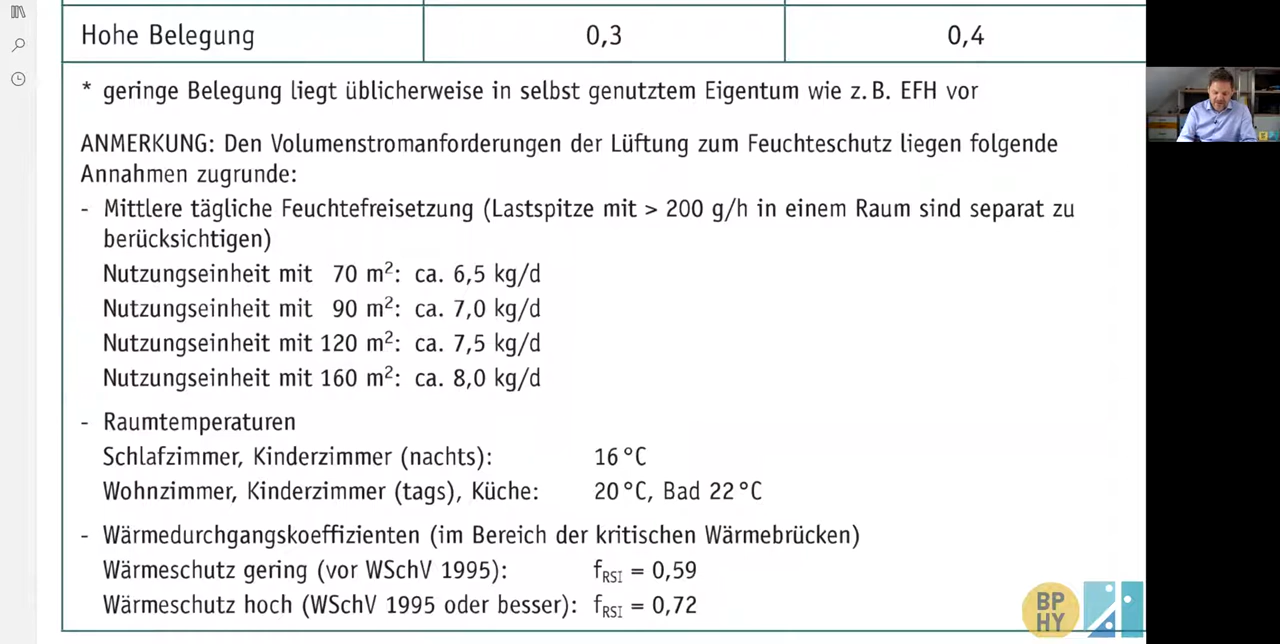 Hohe Belegung 0,3 0,4
* geringe Belegung liegt üblicherweise in selbst genutztem Eigentum wie z. B. EFH vor
ANMERKUNG: Den Volumenstromanforderungen der Lüftung zum Feuchteschutz liegen folgende
Annahmen zugrunde:
- Mittlere tägliche Feuchtefreisetzung (Lastspitze mit > 200 g/h in einem Raum sind separat zu
berücksichtigen)
Nutzungseinheit mit 70 m²: ca. 6,5 kg/d
Nutzungseinheit mit 90 m²: ca. 7,0 kg/d
Nutzungseinheit mit 120 m²: ca. 7,5 kg/d
Nutzungseinheit mit 160 m²: ca. 8,0 kg/d
- Raumtemperaturen
Schlafzimmer, Kinderzimmer (nachts): 16 °C
Wohnzimmer, Kinderzimmer (tags), Küche: 20 °C, Bad 22 °C
- Wärmedurchgangskoeffizienten (im Bereich der kritischen Wärmebrücken)
Wärmeschutz gering (vor WSchV 1995): fRSI = 0,59
Wärmeschutz hoch (WSchV 1995 oder besser): fRSI = 0,72
BP
HY